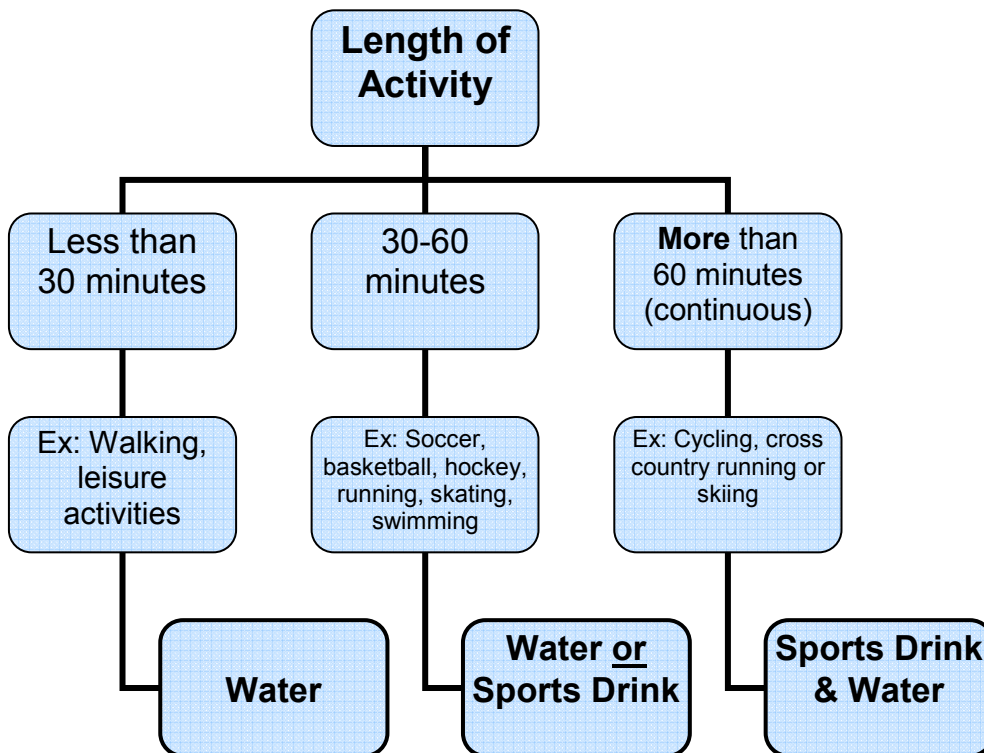 Length of
Activity
Less than
30 minutes
30-60
minutes
More than
60 minutes
(continuous)
Ex: Walking,
leisure
activities
Ex: Soccer,
basketball, hockey,
running, skating,
swimming
Ex: Cycling, cross
country running or
skiing
Water
Water or
Sports Drink
Sports Drink
& Water